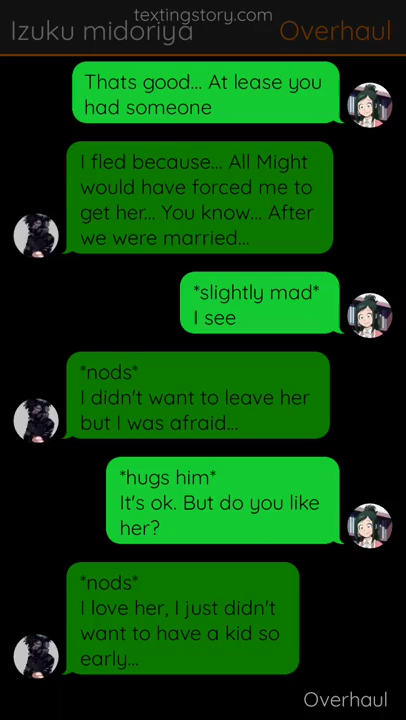 textingstory.com
Izuku midoriya
Overhaul
Thats good... At lease you
had someone
I fled because... All Might
would have forced me to
get her... You know... After
we were married...
*slightly mad*
I see
*nods*
I didn't want to leave her
but I was afraid...
*hugs him*
It's ok. But do you like
her?
*nods*
I love her, I just didn't
want to have a kid so
early...
Overhaul